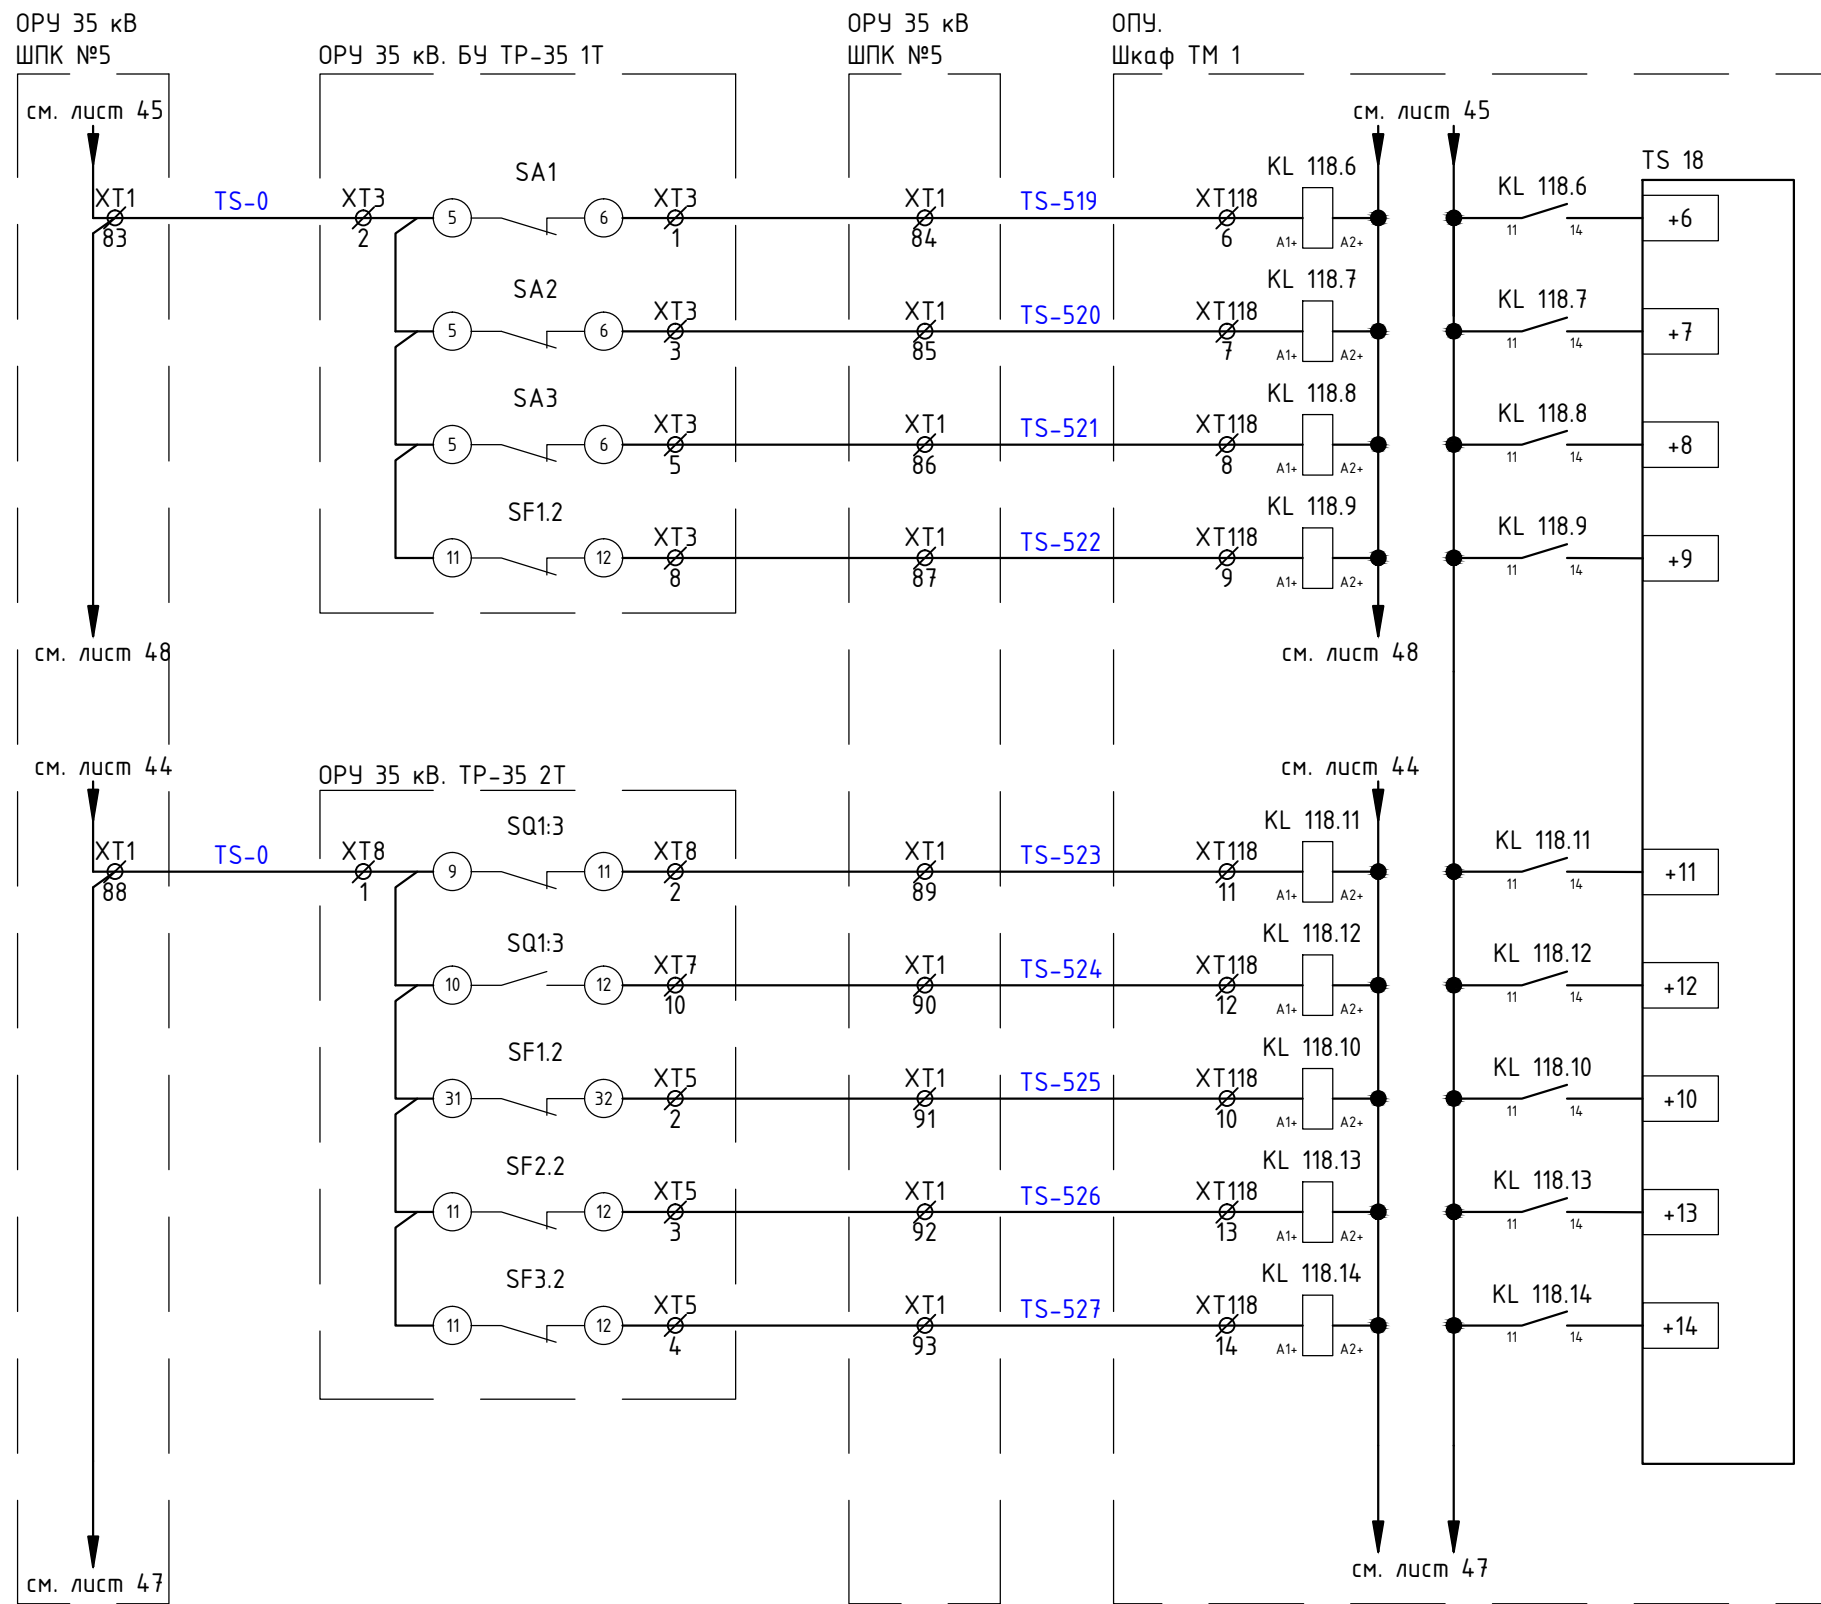 ОРУ 35 кВ
ШПК №5
ОРУ 35 кВ. БУ ТР-35 1Т
ОРУ 35 кВ
ШПК №5
ОПУ.
Шкаф ТМ 1
см. лист 45
см. лист 45
TS 18
XT1
83
TS-0
XT3
2
SA1
5
6
XT3
1
XT1
84
TS-519
XT118
6
KL 118.6
A1+
A2+
KL 118.6
11
14
+6
SA2
5
6
XT3
3
XT1
85
TS-520
XT118
7
KL 118.7
A1+
A2+
KL 118.7
11
14
+7
SA3
5
6
XT3
5
XT1
86
TS-521
XT118
8
KL 118.8
A1+
A2+
KL 118.8
11
14
+8
SF1.2
11
12
XT3
8
XT1
87
TS-522
XT118
9
KL 118.9
A1+
A2+
KL 118.9
11
14
+9
см. лист 48
см. лист 48
см. лист 44
ОРУ 35 кВ. ТР-35 2Т
см. лист 44
XT1
88
TS-0
XT8
1
SQ1:3
9
11
XT8
2
XT1
89
TS-523
XT118
11
KL 118.11
A1+
A2+
KL 118.11
11
14
+11
SQ1:3
10
12
XT7
10
XT1
90
TS-524
XT118
12
KL 118.12
A1+
A2+
KL 118.12
11
14
+12
SF1.2
31
32
XT5
2
XT1
91
TS-525
XT118
10
KL 118.10
A1+
A2+
KL 118.10
11
14
+10
SF2.2
11
12
XT5
3
XT1
92
TS-526
XT118
13
KL 118.13
A1+
A2+
KL 118.13
11
14
+13
SF3.2
11
12
XT5
4
XT1
93
TS-527
XT118
14
KL 118.14
A1+
A2+
KL 118.14
11
14
+14
см. лист 47
см. лист 47